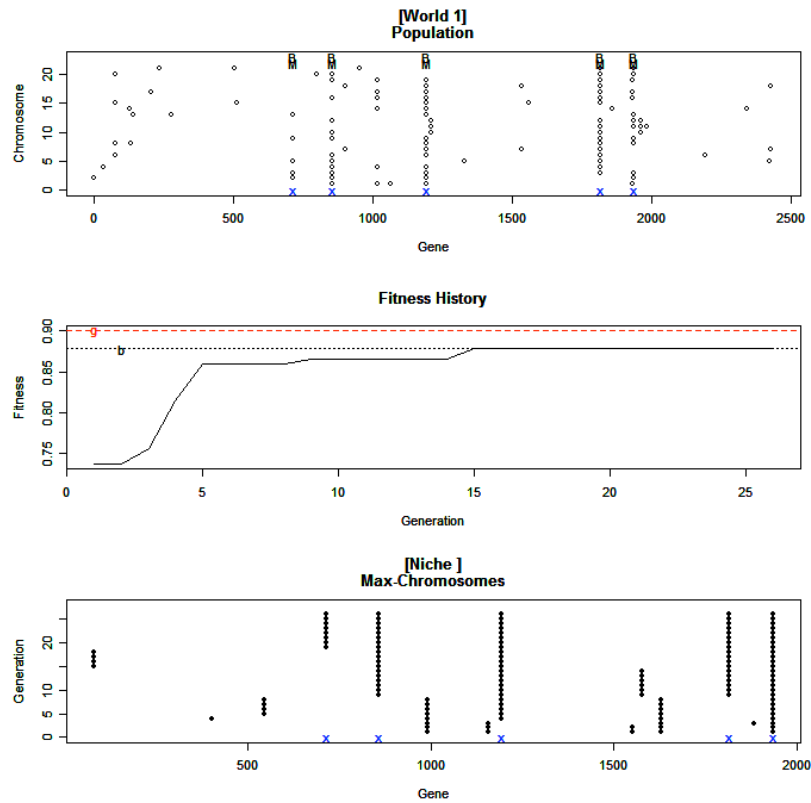 [World 1]
Population
B B B B B
M M M M M
Chromosome
20
15
10
5
0
x x x x x
0 500 1000 1500 2000 2500
Gene
Fitness History
0.90
g
b
0.85
0.80
0.75
Fitness
0 5 10 15 20 25
Generation
[Niche ]
Max-Chromosomes
Generation
20
10
5
0
x x x x x
500 1000 1500 2000
Gene